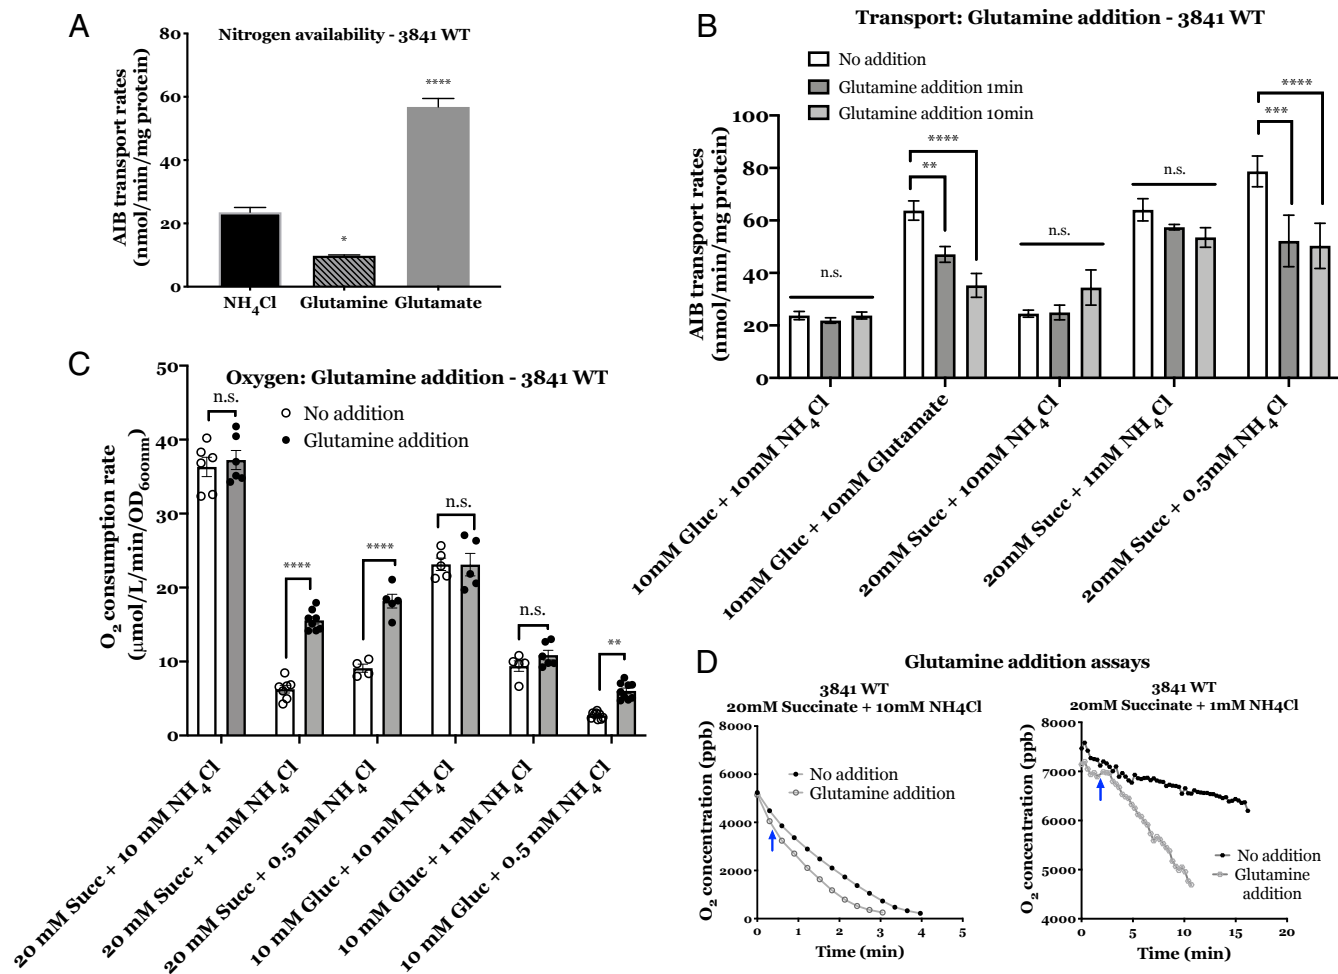 A
Nitrogen availability - 3841 WT
AIB transport rates
(nmol/min/mg protein)
80
60
40
20
0
****
*
NH4Cl
Glutamine
Glutamate
B
Transport: Glutamine addition - 3841 WT
No addition
Glutamine addition 1min
Glutamine addition 10min
AIB transport rates
(nmol/min/mg protein)
100
80
60
40
20
0
n.s.
****
**
n.s.
n.s.
****
***
10mM Gluc + 10mM NH4Cl
10mM Gluc + 10mM Glutamate
20mM Succ + 10mM NH4Cl
20mM Succ + 1mM NH4Cl
20mM Succ + 0.5mM NH4Cl
C
Oxygen: Glutamine addition - 3841 WT
No addition
Glutamine addition
O2 consumption rate
(μmol/L/min/OD600nm)
50
40
30
20
10
0
n.s.
****
****
n.s.
n.s.
**
20 mM Succ + 10 mM NH4Cl
20 mM Succ + 1 mM NH4Cl
20 mM Succ + 0.5 mM NH4Cl
10 mM Gluc + 10 mM NH4Cl
10 mM Gluc + 1 mM NH4Cl
10 mM Gluc + 0.5 mM NH4Cl
D
Glutamine addition assays
3841 WT
20mM Succinate + 10mM NH4Cl
O2 concentration (ppb)
8000
6000
4000
2000
0
No addition
Glutamine addition
0 1 2 3 4 5
Time (min)
3841 WT
20mM Succinate + 1mM NH4Cl
O2 concentration (ppb)
8000
7000
6000
5000
4000
No addition
Glutamine
addition
0 5 10 15 20
Time (min)